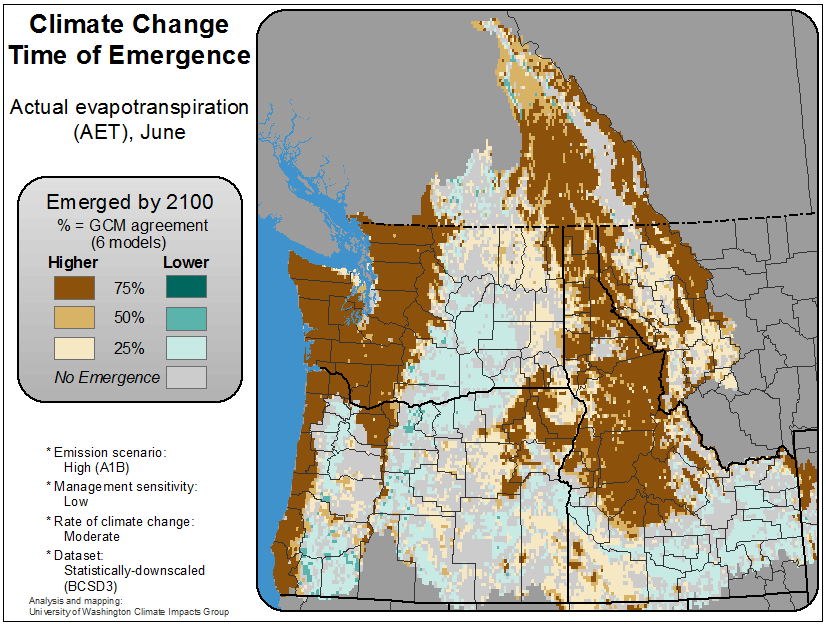 Climate Change
Time of Emergence
Actual evapotranspiration
(AET), June
Emerged by 2100
% = GCM agreement
(6 models)
Higher Lower
75%
50%
25%
No Emergence
* Emission scenario:
High (A1B)
* Management sensitivity:
Low
* Rate of climate change:
Moderate
* Dataset:
Statistically-downscaled
(BCSD3)
Analysis and mapping:
University of Washington Climate Impacts Group